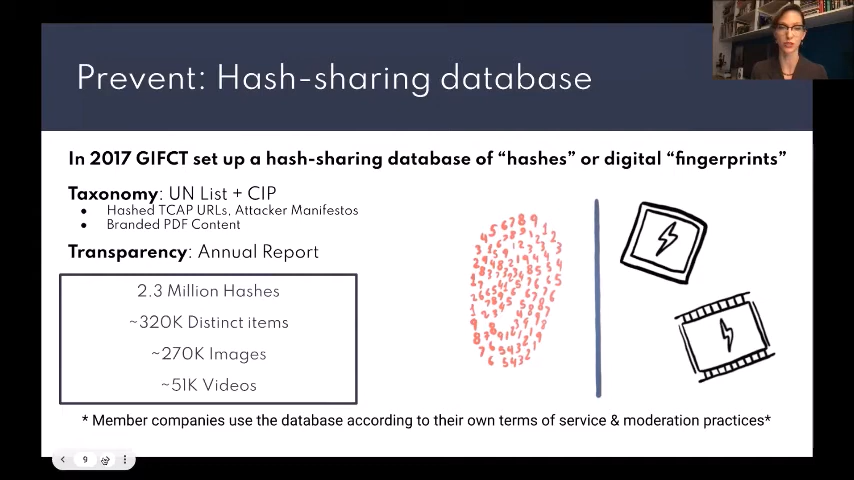 Prevent: Hash-sharing database
In 2017 GIFCT set up a hash-sharing database of “hashes” or digital “fingerprints”
Taxonomy: UN List + CIP
● Hashed TCAP URLs, Attacker Manifestos
● Branded PDF Content
Transparency: Annual Report
2.3 Million Hashes
~320K Distinct items
~270K Images
~51K Videos
* Member companies use the database according to their own terms of service & moderation practices*
9